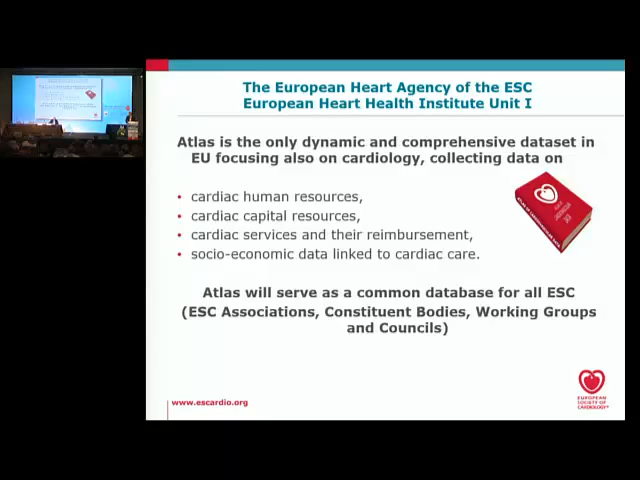 The European Heart Agency of the ESC
European Heart Health Institute Unit I
Atlas is the only dynamic and comprehensive dataset in
EU focusing also on cardiology, collecting data on
• cardiac human resources,
• cardiac capital resources,
• cardiac services and their reimbursement,
• socio-economic data linked to cardiac care.
Atlas will serve as a common database for all ESC
(ESC Associations, Constituent Bodies, Working Groups
and Councils)
www.escardio.org
EUROPEAN
SOCIETY OF
CARDIOLOGY®